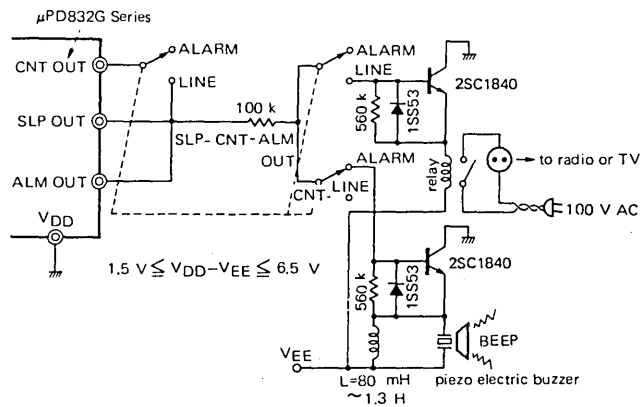 μPD832G Series
CNT OUT
ALARM
LINE
SLP OUT
100 k
SLP-CNT-ALM
OUT
ALM OUT
VDD
ALARM
LINE
560 k
1SS53
2SC1840
ALARM
LINE
CNT-
relay
to radio or TV
100 V AC
1.5 V ≦ VDD-VEE ≦ 6.5 V
560 k
1SS53
2SC1840
BEEP
VEE
L=80 mH
~1.3 H
piezo electric buzzer